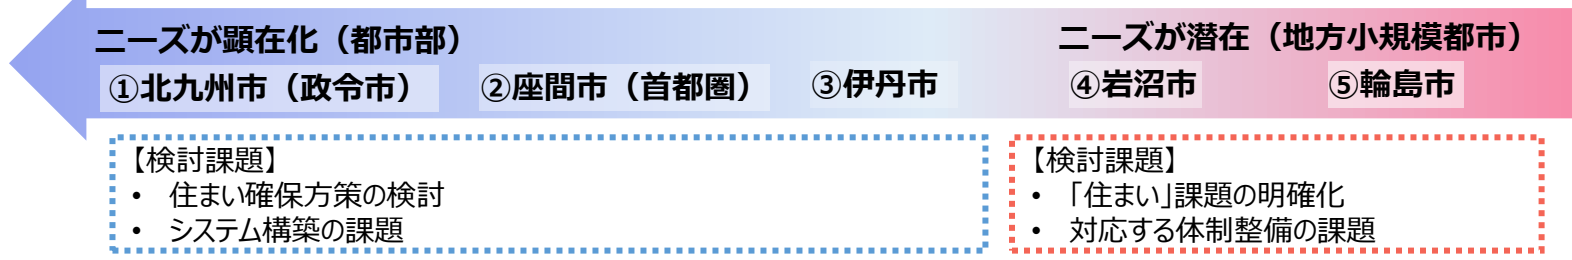 ニーズが顕在化（都市部）
ニーズが潜在（地方小規模都市）
①北九州市（政令市）
②座間市（首都圏）
③伊丹市
④岩沼市
⑤輪島市
【検討課題】
• 住まい確保方策の検討
• システム構築の課題
【検討課題】
• 「住まい」課題の明確化
• 対応する体制整備の課題